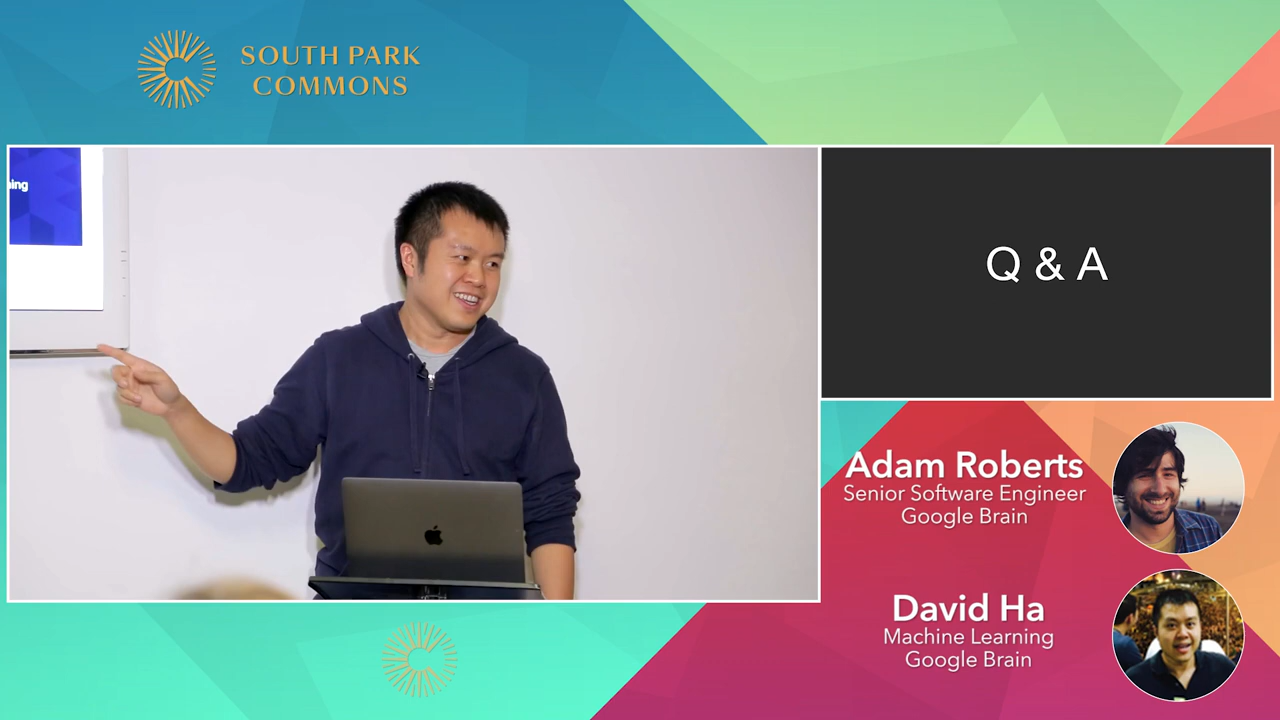 SOUTH PARK
COMMONS
Q & A
Adam Roberts
Senior Software Engineer
Google Brain
David Ha
Machine Learning
Google Brain